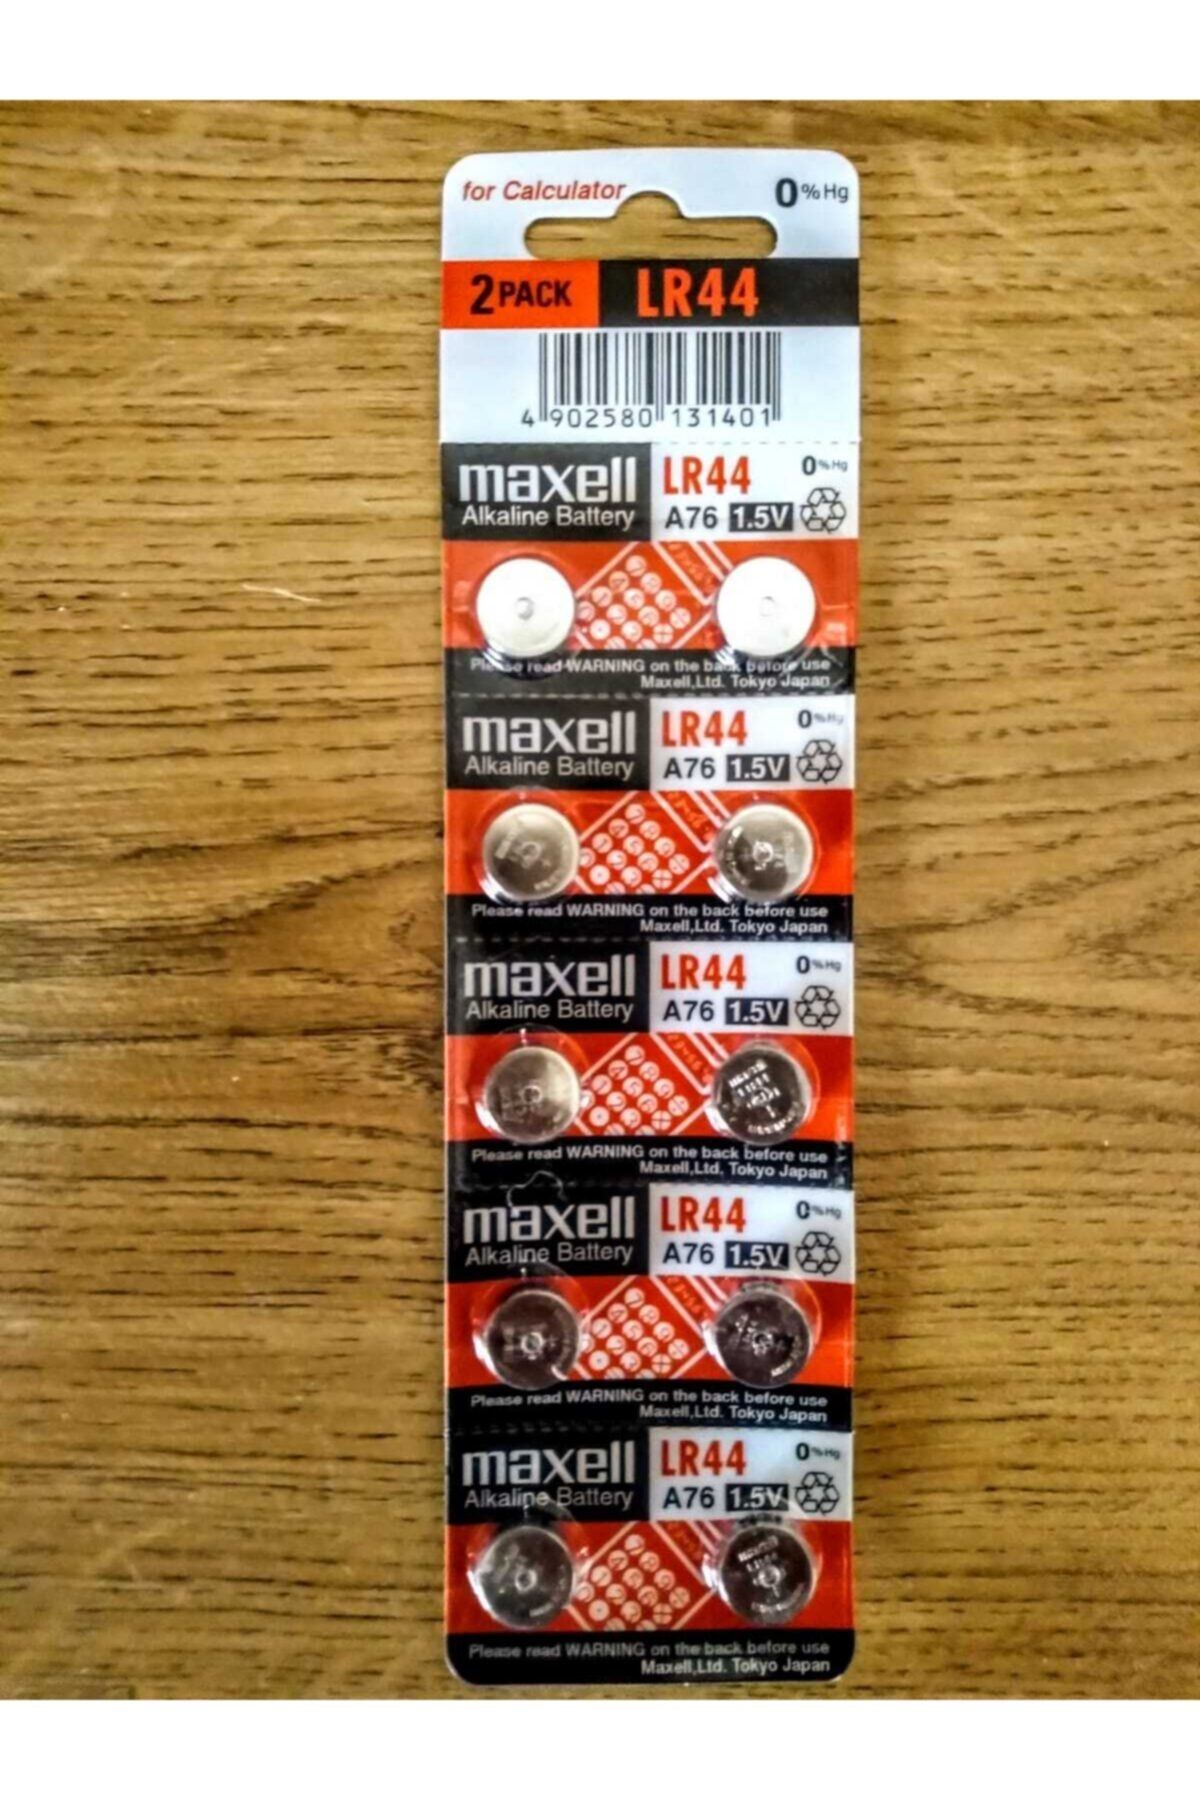 for Calculator 0%Hg
2PACK LR44
4 902580 131401
maxell LR44 0%Hg
Alkaline Battery A76 1.5V
Please read WARNING on the back before use
Maxell,Ltd. Tokyo Japan
maxell LR44 0%Hg
Alkaline Battery A76 1.5V
Please read WARNING on the back before use
Maxell,Ltd. Tokyo Japan
maxell LR44 0%Hg
Alkaline Battery A76 1.5V
Please read WARNING on the back before use
Maxell,Ltd. Tokyo Japan
maxell LR44 0%Hg
Alkaline Battery A76 1.5V
Please read WARNING on the back before use
Maxell,Ltd. Tokyo Japan
maxell LR44 0%Hg
Alkaline Battery A76 1.5V
Please read WARNING on the back before use
Maxell,Ltd. Tokyo Japan